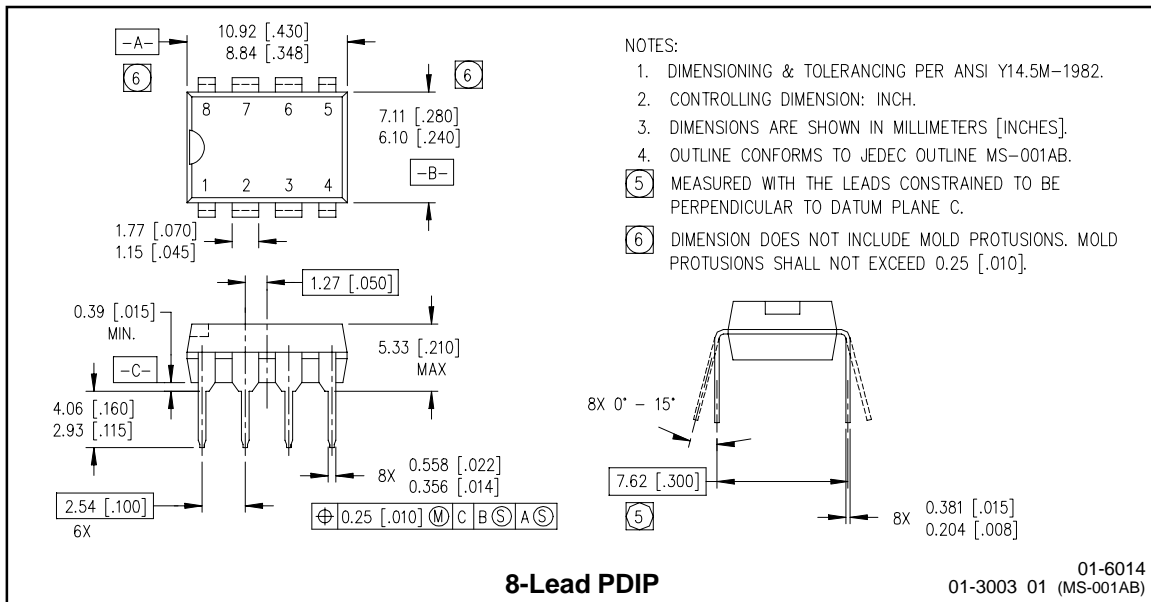 -A-
10.92 [.430]
8.84 [.348]
6
6
8 7 6 5
7.11 [.280]
6.10 [.240]
-B-
1 2 3 4
1.77 [.070]
1.15 [.045]
1.27 [.050]
0.39 [.015]
MIN.
5.33 [.210]
MAX
-C-
4.06 [.160]
2.93 [.115]
8X 0.558 [.022]
0.356 [.014]
2.54 [.100]
6X
⌖ 0.25 [.010] Ⓜ C B Ⓢ A Ⓢ
NOTES:
1. DIMENSIONING & TOLERANCING PER ANSI Y14.5M-1982.
2. CONTROLLING DIMENSION: INCH.
3. DIMENSIONS ARE SHOWN IN MILLIMETERS [INCHES].
4. OUTLINE CONFORMS TO JEDEC OUTLINE MS-001AB.
5 MEASURED WITH THE LEADS CONSTRAINED TO BE
PERPENDICULAR TO DATUM PLANE C.
6 DIMENSION DOES NOT INCLUDE MOLD PROTUSIONS. MOLD
PROTUSIONS SHALL NOT EXCEED 0.25 [.010].
8X 0° - 15°
7.62 [.300]
5
8X 0.381 [.015]
0.204 [.008]
8-Lead PDIP
01-6014
01-3003 01 (MS-001AB)